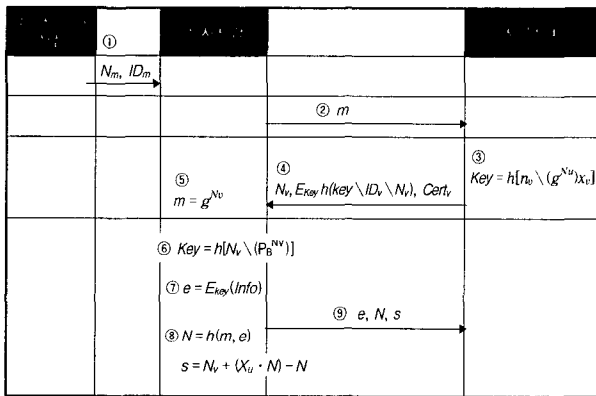 ①
Nm, IDm
② m
③
Key = h[nv \ (g^Nu)xv]
④
Nv, EKey h(key \ IDv \ Nv), Certv
⑤
m = g^Nv
⑥ Key = h[Nv \ (PB^NV)]
⑦ e = Ekey(Info)
⑧ N = h(m, e)
s = Nv + (Xu · N) – N
⑨ e, N, s